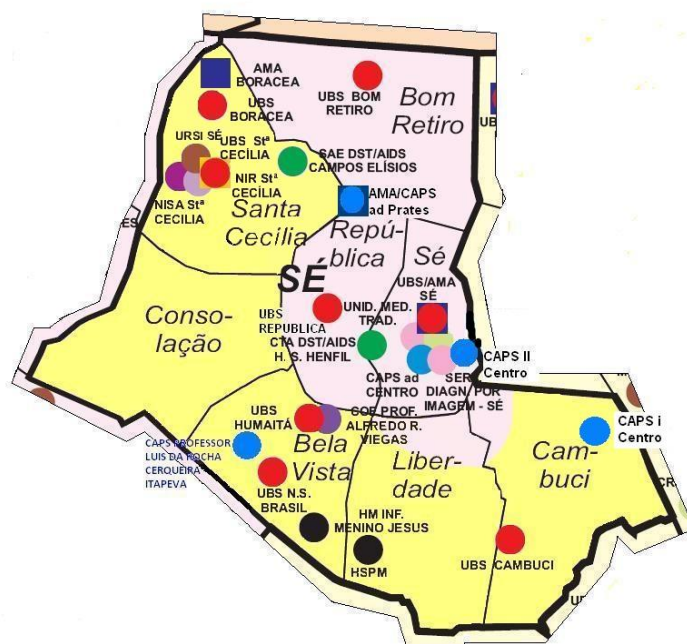 AMA
BORACEA
UBS
BORACEA
UBS BOM
RETIRO
Bom
Retiro
UB
URSI SÉ
UBS Stª
CECÍLIA
SAE DST/AIDS
CAMPOS ELÍSIOS
NIR Stª
CECÍLIA
NISA Stª
CECILIA
Santa
Cecília
AMA/CAPS
ad Prates
ES
Repú-
blica
Sé
SÉ
UBS/AMA
SÉ
Conso-
lação
UBS
REPUBLICA
UNID. MED.
TRAD.
CTA DST/AIDS
H. S. HENFIL
CAPS II
Centro
CAPS ad
CENTRO
SER.
DIAGN. POR
IMAGEM - SÉ
COE PROF.
ALFREDO R.
VIEGAS
UBS
HUMAITÁ
CAPS PROFESSOR
LUIS DA ROCHA
CERQUEIRA
ITAPEVA
Bela
Vista
Liber-
dade
Cam-
buci
CAPS i
Centro
CR
UBS N.S.
BRASIL
HM INF.
MENINO JESUS
HSPM
UBS CAMBUCI